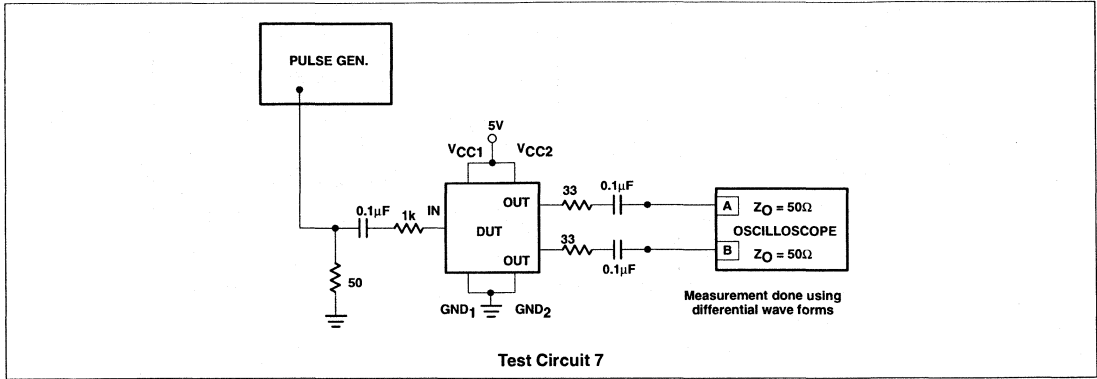 PULSE GEN.
5V
VCC1 VCC2
0.1μF 1k IN
OUT
DUT
OUT
33 0.1μF
33
0.1μF
50
GND1 GND2
A ZO = 50Ω
OSCILLOSCOPE
B ZO = 50Ω
Measurement done using
differential wave forms
Test Circuit 7